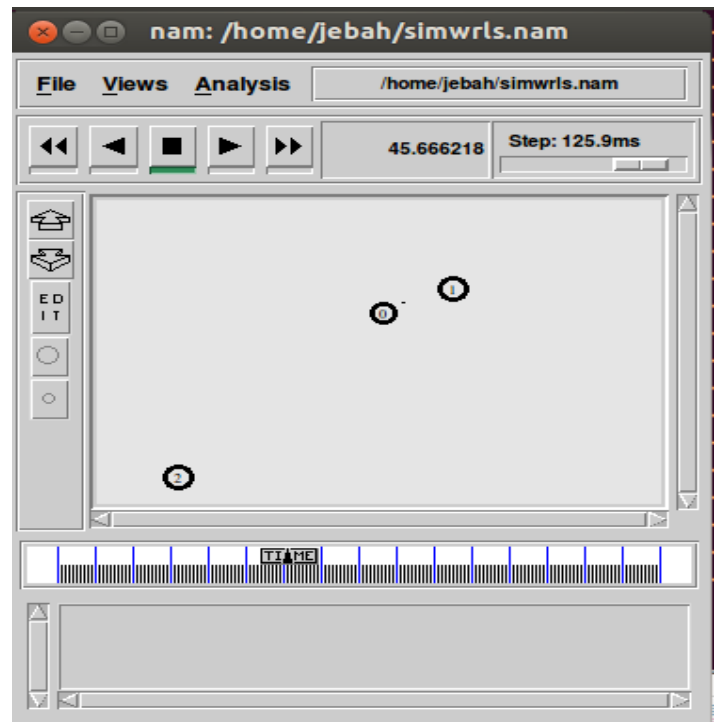 nam: /home/jebah/simwrls.nam
File Views Analysis /home/jebah/simwrls.nam
45.666218 Step: 125.9ms
E D
I T
1
0
2
TIME